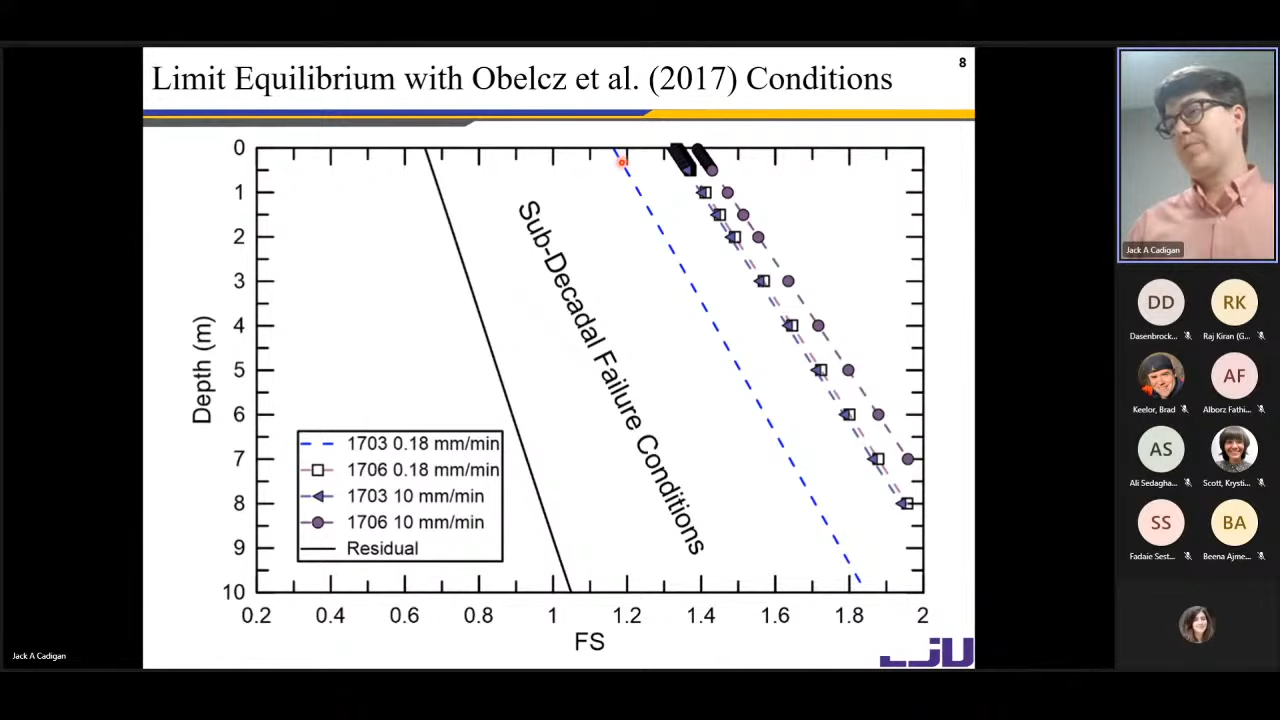 Limit Equilibrium with Obelcz et al. (2017) Conditions
8
0
1
2
3
4
5
6
7
8
9
10
Depth (m)
Sub-Decadal Failure Conditions
1703 0.18 mm/min
1706 0.18 mm/min
1703 10 mm/min
1706 10 mm/min
Residual
0.2 0.4 0.6 0.8 1 1.2 1.4 1.6 1.8 2
FS
Jack A Cadigan
Jack A Cadigan
DD RK
Dasenbrock... Raj Kiran (G...
AF
Keelor, Brad Alborz Fathi...
AS
Ali Sedagha... Scott, Krysti...
SS BA
Fadaie Sest... Beena Ajme...